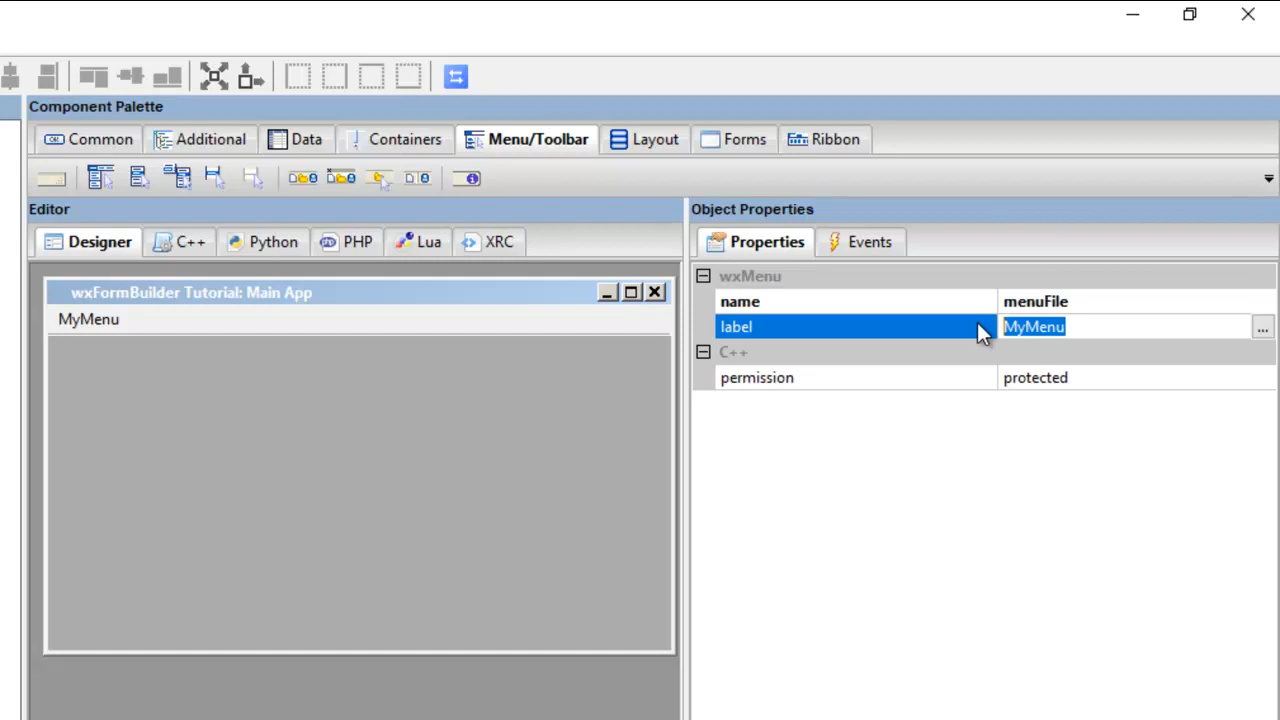 Component Palette
Common Additional Data Containers Menu/Toolbar Layout Forms Ribbon
Editor
Designer C++ Python PHP Lua XRC
wxFormBuilder Tutorial: Main App
MyMenu
Object Properties
Properties Events
wxMenu
name menuFile
label MyMenu ...
C++
permission protected